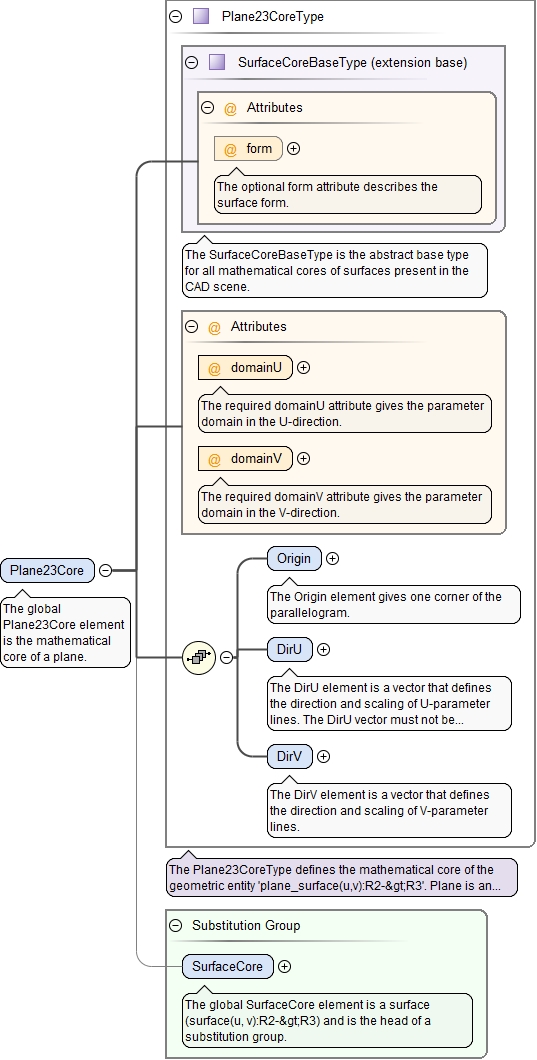 Plane23CoreType
SurfaceCoreBaseType (extension base)
@ Attributes
@ form
The optional form attribute describes the
surface form.
The SurfaceCoreBaseType is the abstract base type
for all mathematical cores of surfaces present in the
CAD scene.
@ Attributes
@ domainU
The required domainU attribute gives the parameter
domain in the U-direction.
@ domainV
The required domainV attribute gives the parameter
domain in the V-direction.
Plane23Core
The global
Plane23Core element
is the mathematical
core of a plane.
Origin
The Origin element gives one corner of the
parallelogram.
DirU
The DirU element is a vector that defines
the direction and scaling of U-parameter
lines. The DirU vector must not be...
DirV
The DirV element is a vector that defines
the direction and scaling of V-parameter
lines.
The Plane23CoreType defines the mathematical core of the
geometric entity 'plane_surface(u,v):R2-&gt;R3'. Plane is an...
Substitution Group
SurfaceCore
The global SurfaceCore element is a surface
(surface(u, v):R2-&gt;R3) and is the head of a
substitution group.